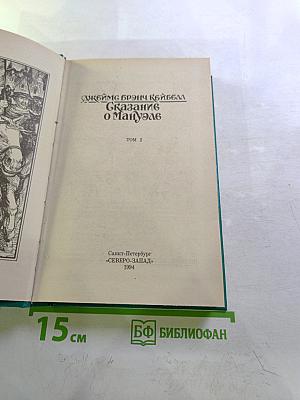 ДЖЕЙМС БРЭНЧ КЕЙБЕЛЛ
Сказание
о Мануэле
ТОМ 2
Санкт-Петербург
«СЕВЕРО-ЗАПАД»
1994
15 см
БФ БИБЛИОФАН